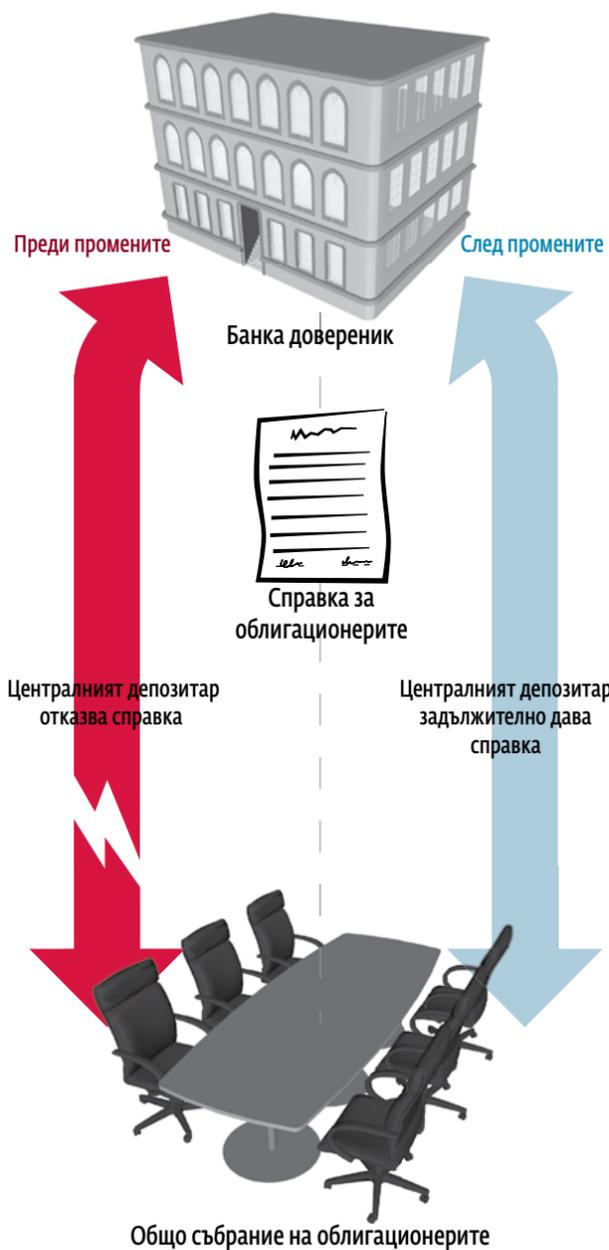 Преди промените
След промените
Банка довереник
Справка за
облигационерите
Централният депозитар
отказва справка
Централният депозитар
задължително дава
справка
Общо събрание на облигационерите